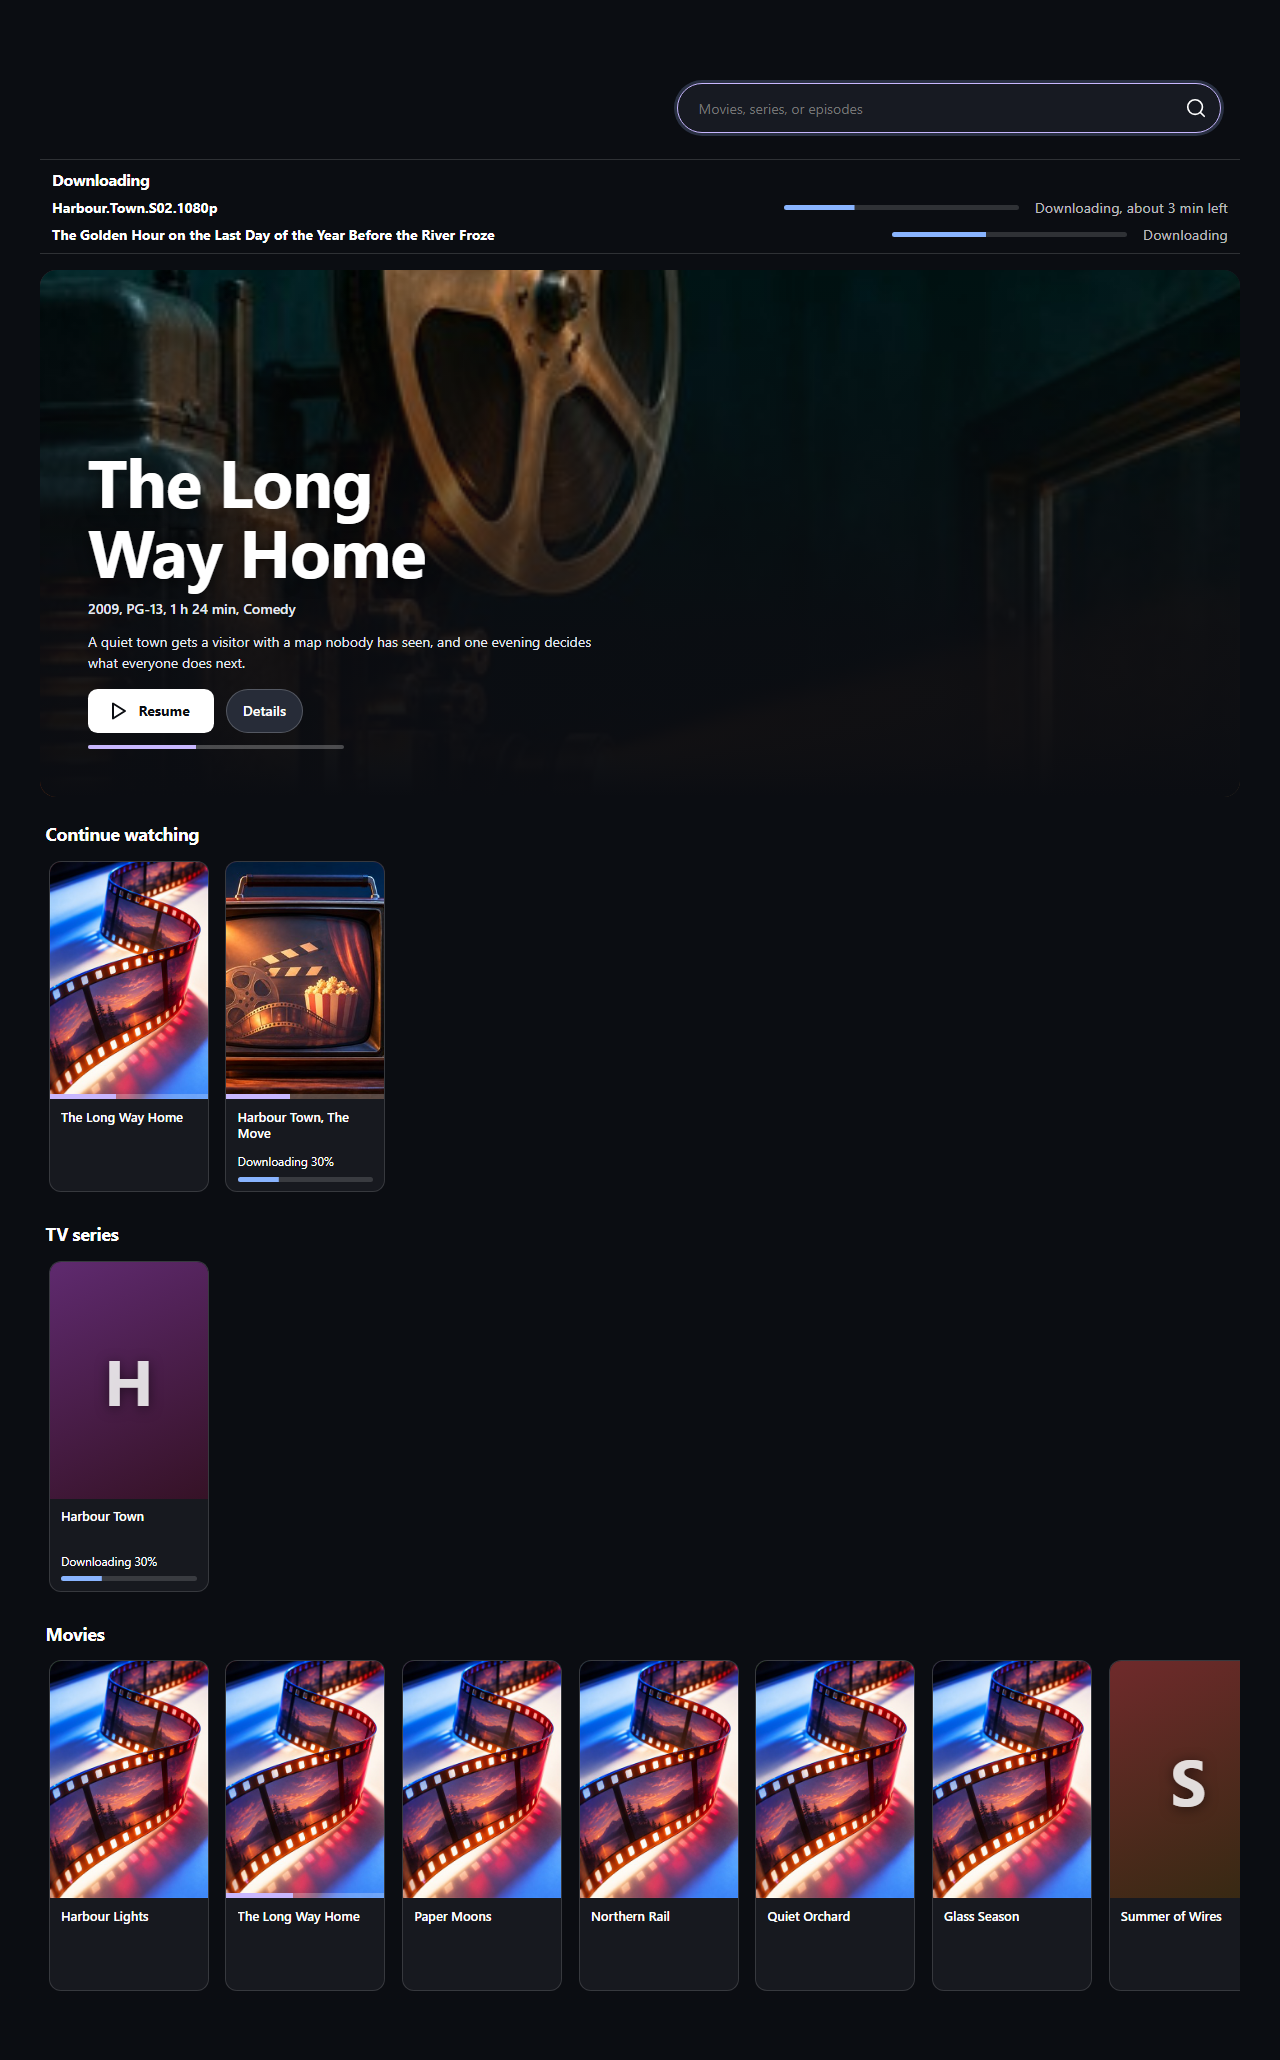 Movies, series, or episodes
Downloading
Harbour.Town.S02.1080p
Downloading, about 3 min left
The Golden Hour on the Last Day of the Year Before the River Froze
Downloading
The Long
Way Home
2009, PG-13, 1 h 24 min, Comedy
A quiet town gets a visitor with a map nobody has seen, and one evening decides
what everyone does next.
Resume
Details
Continue watching
The Long Way Home
Harbour Town, The
Move
Downloading 30%
TV series
H
Harbour Town
Downloading 30%
Movies
S
Harbour Lights
The Long Way Home
Paper Moons
Northern Rail
Quiet Orchard
Glass Season
Summer of Wires